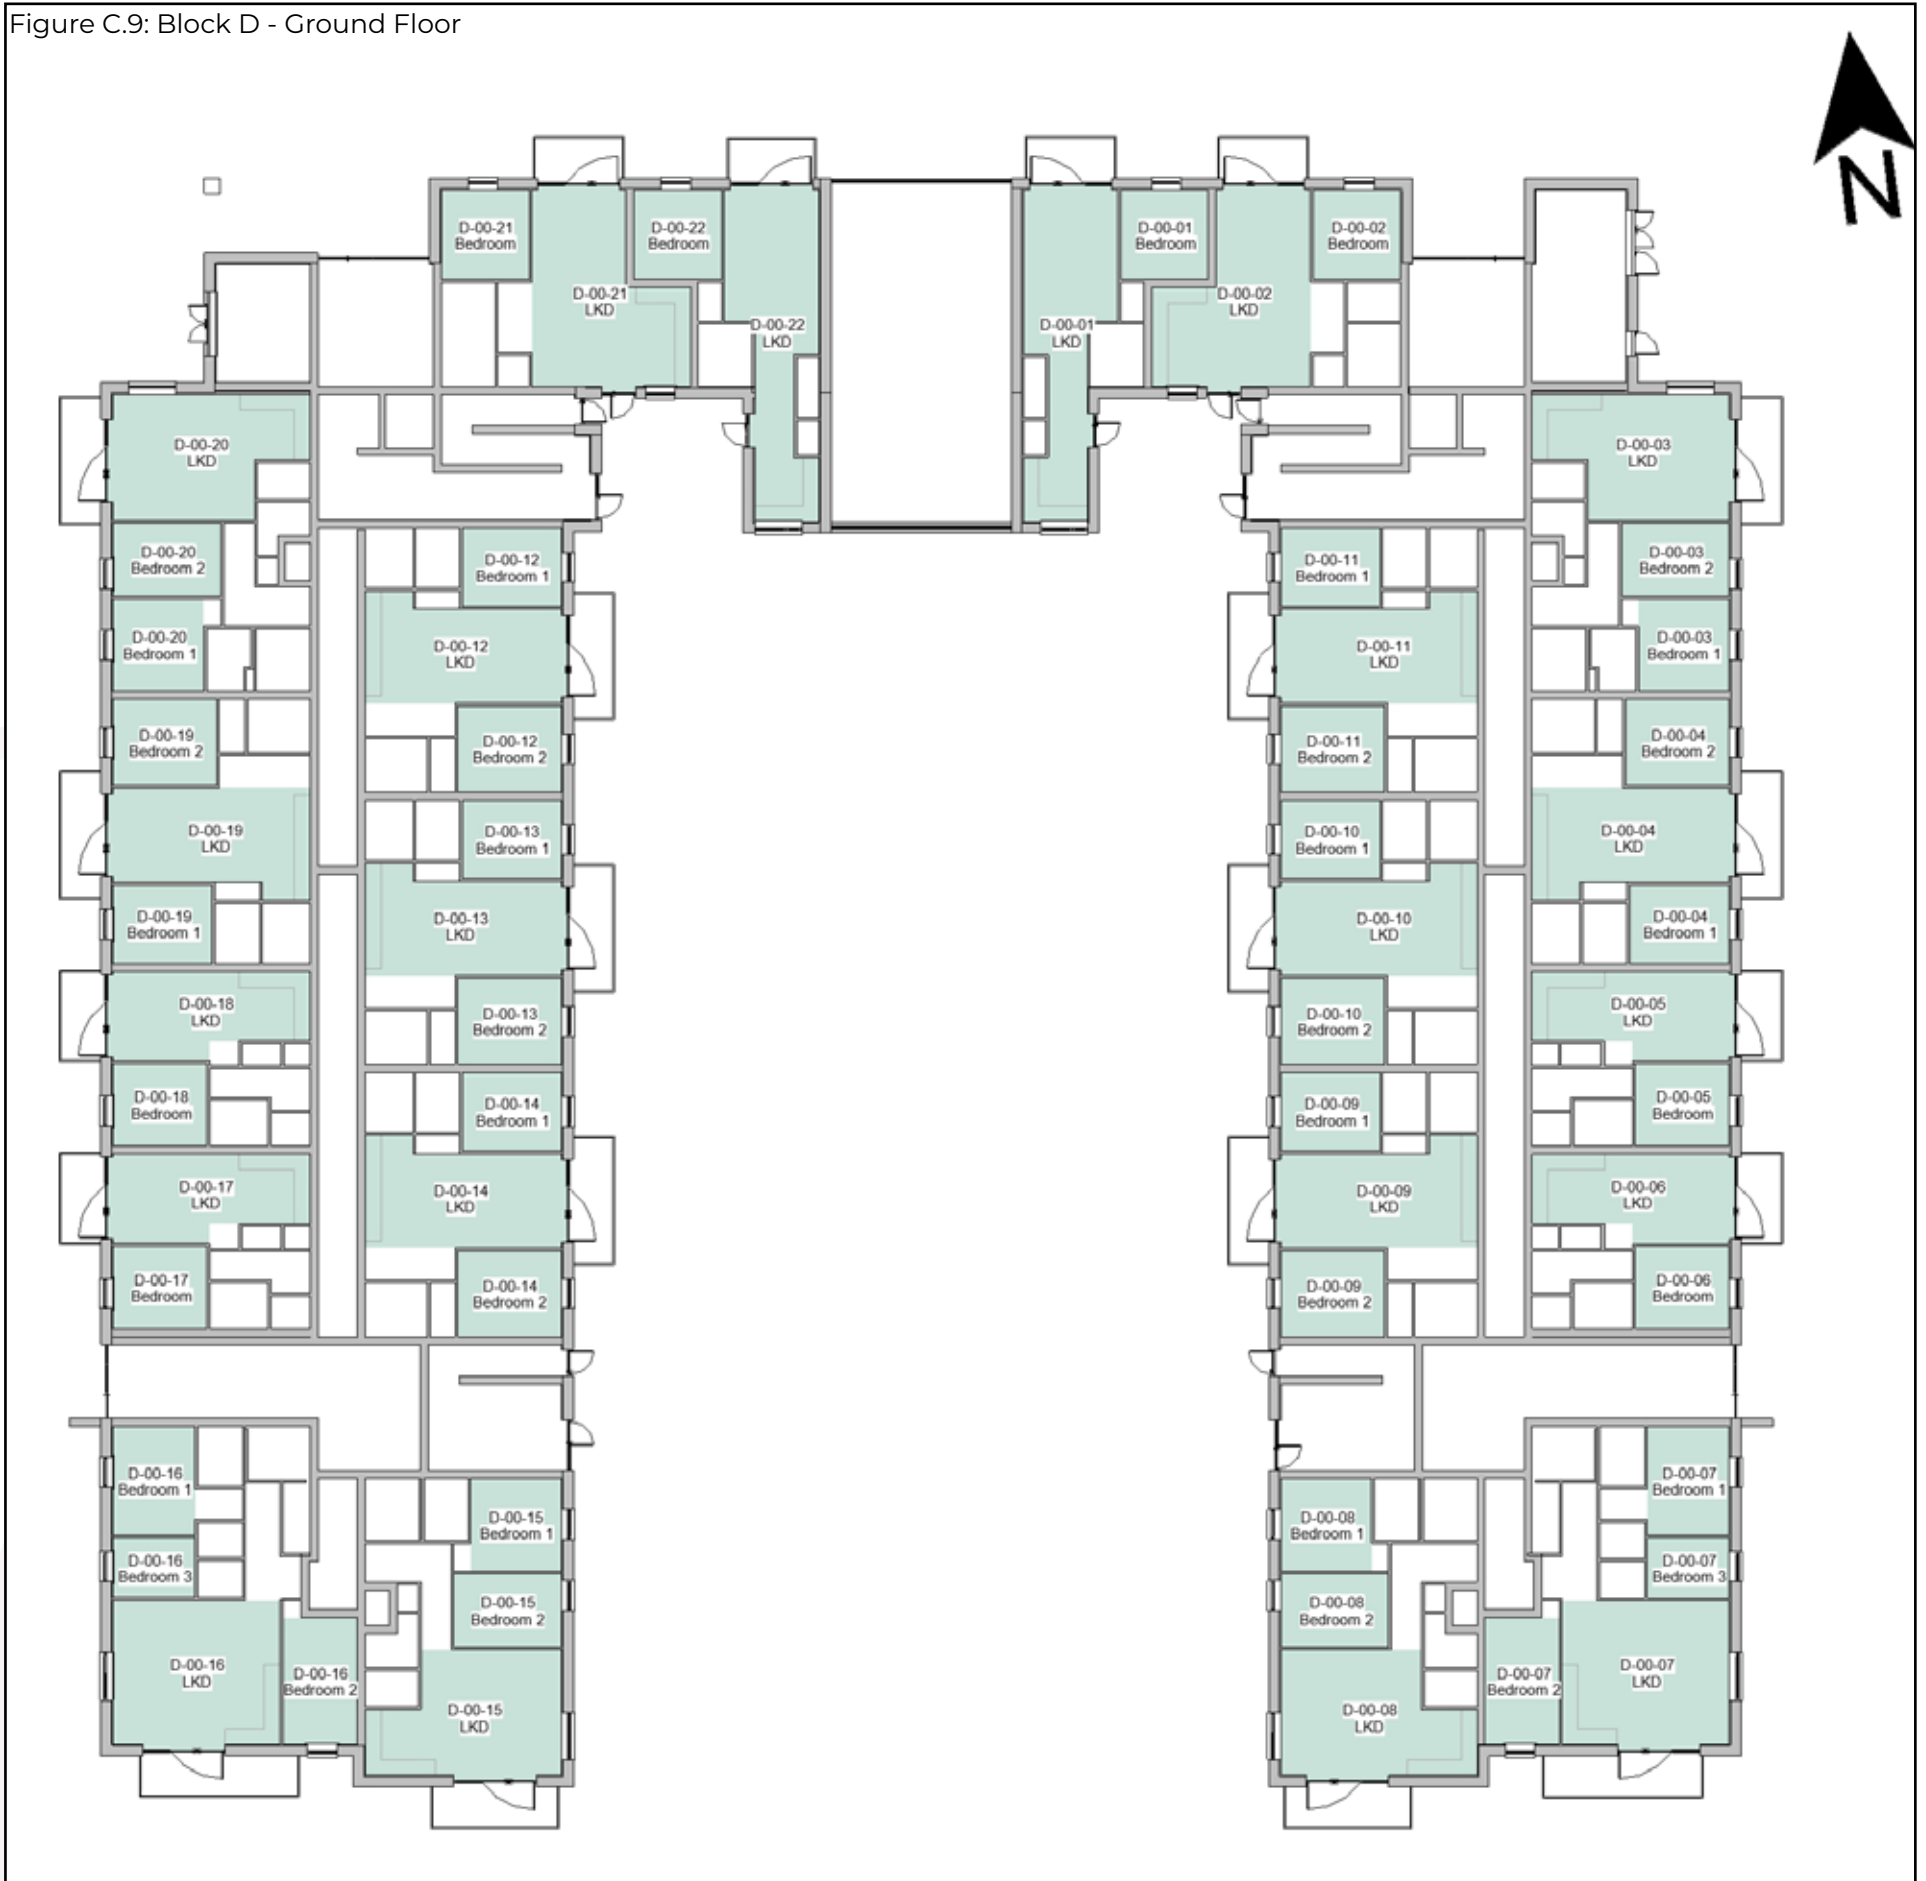 Figure C.9: Block D - Ground Floor
N
D-00-21
Bedroom
D-00-22
Bedroom
D-00-01
Bedroom
D-00-02
Bedroom
D-00-21
LKD
D-00-22
LKD
D-00-01
LKD
D-00-02
LKD
D-00-20
LKD
D-00-03
LKD
D-00-20
Bedroom 2
D-00-12
Bedroom 1
D-00-11
Bedroom 1
D-00-03
Bedroom 2
D-00-20
Bedroom 1
D-00-12
LKD
D-00-11
LKD
D-00-03
Bedroom 1
D-00-19
Bedroom 2
D-00-12
Bedroom 2
D-00-11
Bedroom 2
D-00-04
Bedroom 2
D-00-19
LKD
D-00-13
Bedroom 1
D-00-10
Bedroom 1
D-00-04
LKD
D-00-19
Bedroom 1
D-00-13
LKD
D-00-10
LKD
D-00-04
Bedroom 1
D-00-18
LKD
D-00-13
Bedroom 2
D-00-10
Bedroom 2
D-00-05
LKD
D-00-18
Bedroom
D-00-14
Bedroom 1
D-00-09
Bedroom 1
D-00-05
Bedroom
D-00-17
LKD
D-00-14
LKD
D-00-09
LKD
D-00-06
LKD
D-00-17
Bedroom
D-00-14
Bedroom 2
D-00-09
Bedroom 2
D-00-06
Bedroom
D-00-16
Bedroom 1
D-00-15
Bedroom 1
D-00-08
Bedroom 1
D-00-07
Bedroom 1
D-00-16
Bedroom 3
D-00-15
Bedroom 2
D-00-08
Bedroom 2
D-00-07
Bedroom 3
D-00-16
LKD
D-00-16
Bedroom 2
D-00-15
LKD
D-00-08
LKD
D-00-07
Bedroom 2
D-00-07
LKD